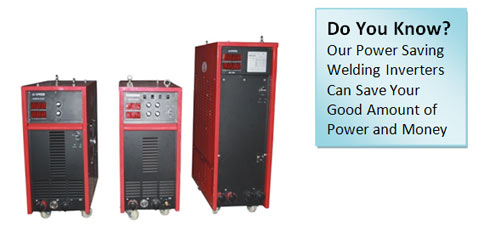 Do You Know?
Our Power Saving
Welding Inverters
Can Save Your
Good Amount of
Power and Money